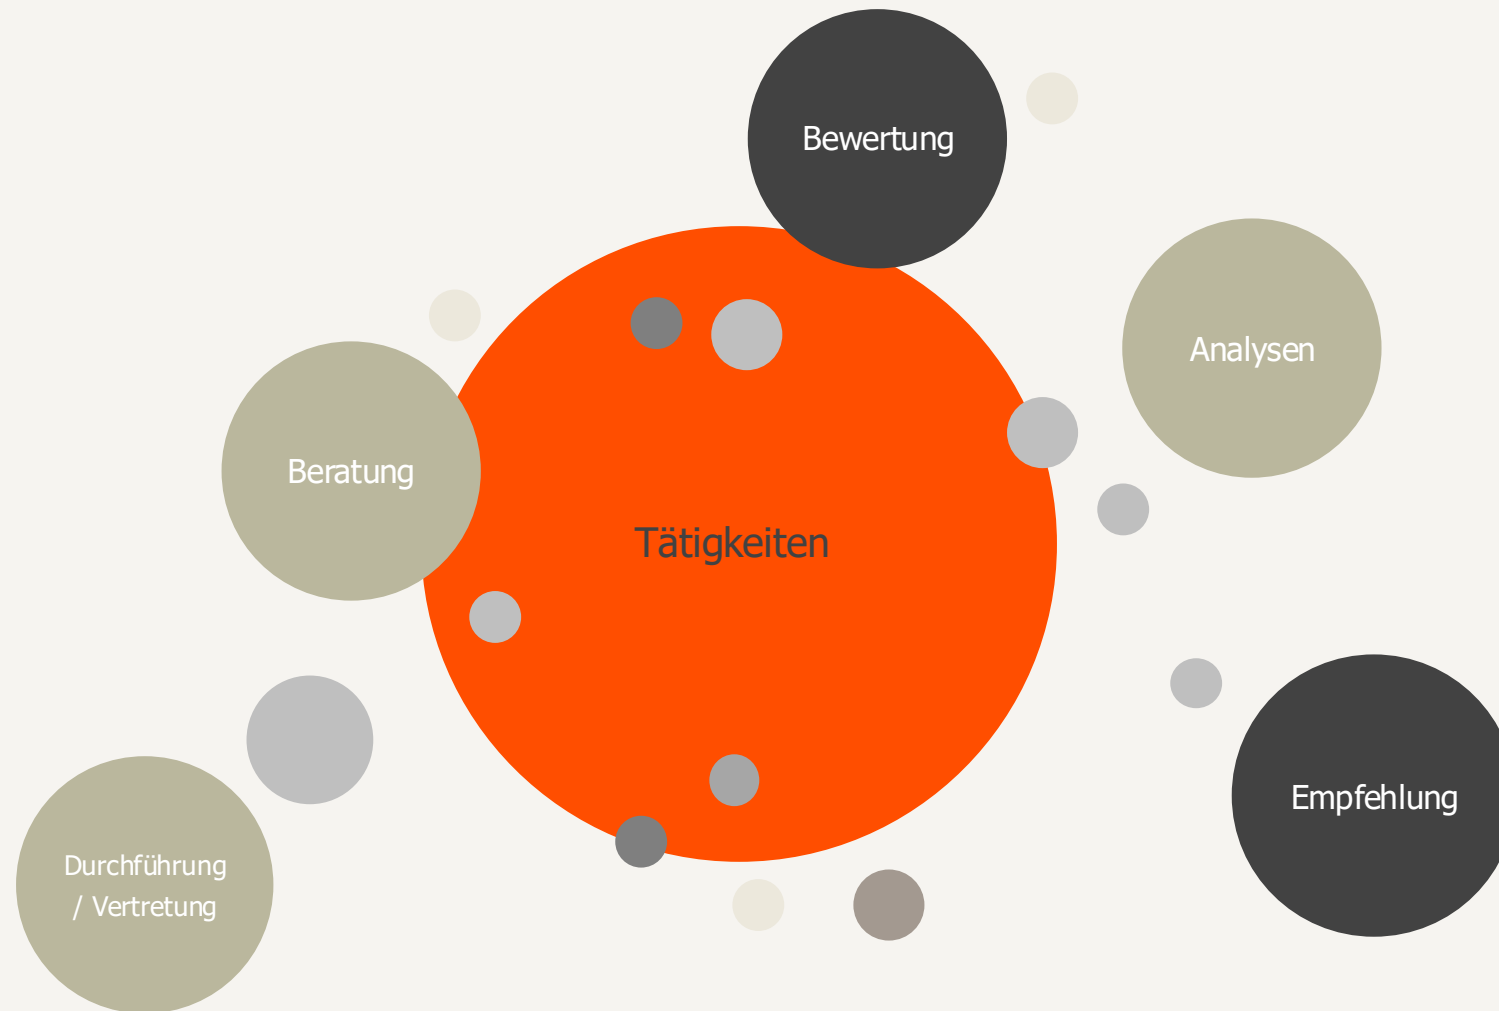 Bewertung
Analysen
Beratung
Tätigkeiten
Empfehlung
Durchführung
/ Vertretung